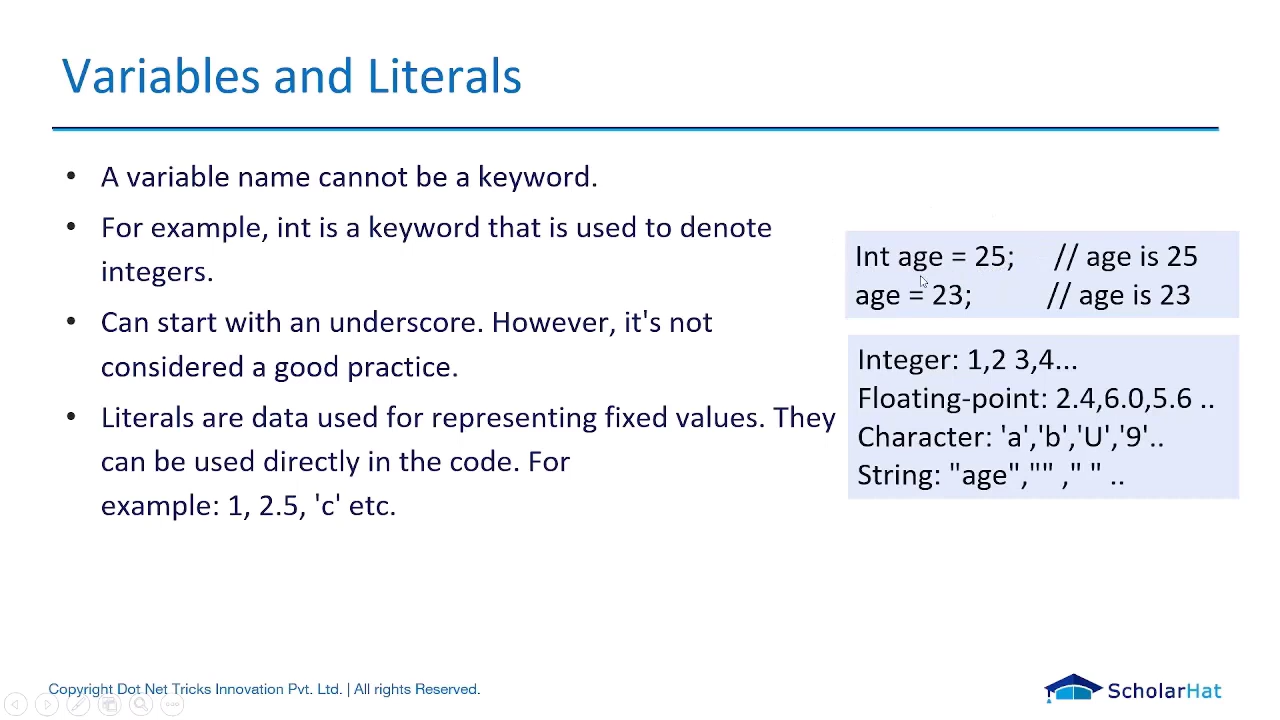 Variables and Literals
• A variable name cannot be a keyword.
• For example, int is a keyword that is used to denote
integers.
• Can start with an underscore. However, it's not
considered a good practice.
• Literals are data used for representing fixed values. They
can be used directly in the code. For
example: 1, 2.5, 'c' etc.
Int age = 25; // age is 25
age = 23; // age is 23
Integer: 1,2 3,4...
Floating-point: 2.4,6.0,5.6 ..
Character: 'a','b','U','9'..
String: "age","" ," " ..
Copyright Dot Net Tricks Innovation Pvt. Ltd. | All rights Reserved.
ScholarHat